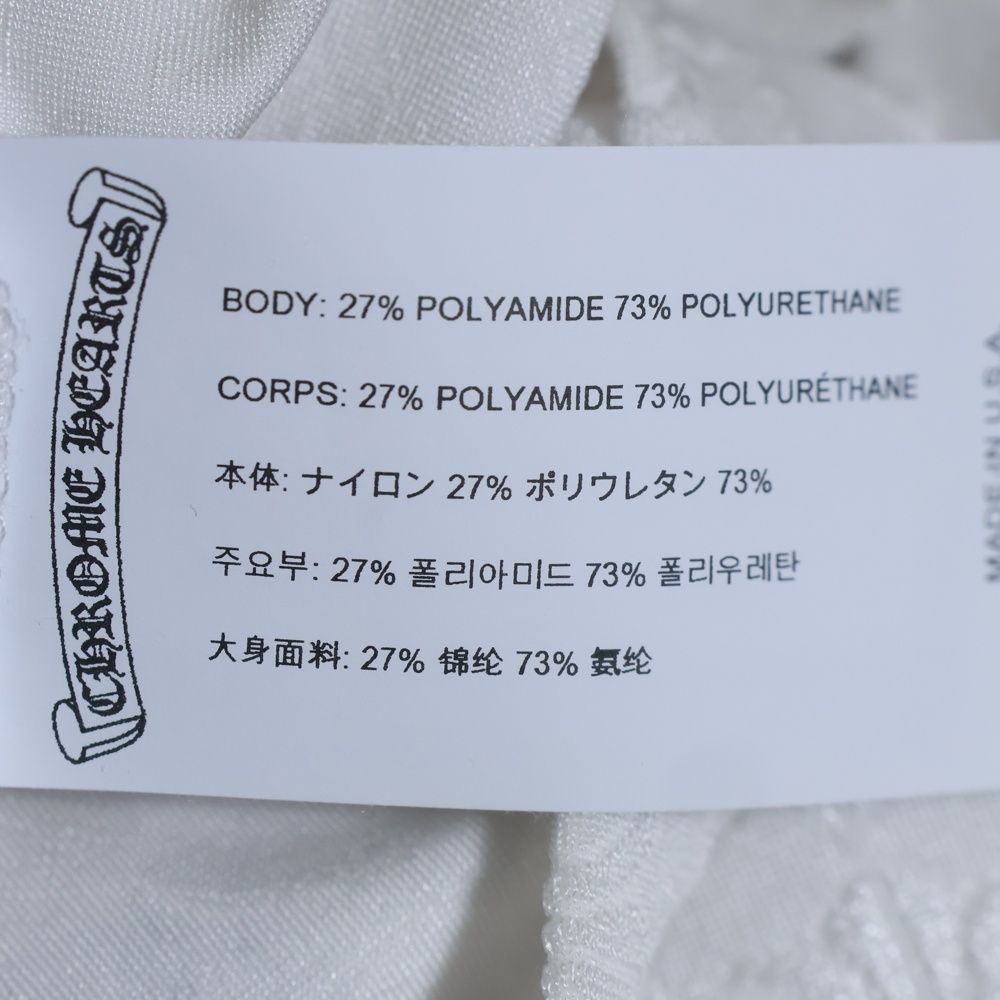 CHROME HEARTS
BODY: 27% POLYAMIDE 73% POLYURETHANE
CORPS: 27% POLYAMIDE 73% POLYURÉTHANE
本体: ナイロン 27% ポリウレタン 73%
주요부: 27% 폴리아미드 73% 폴리우레탄
大身面料: 27% 锦纶 73% 氨纶
MADE IN U.S.A